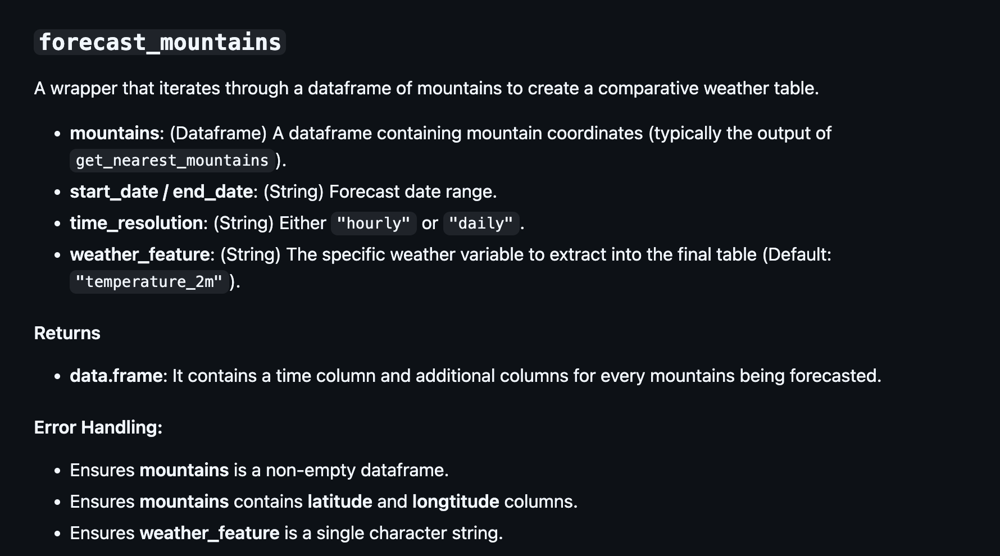 forecast_mountains
A wrapper that iterates through a dataframe of mountains to create a comparative weather table.
• mountains: (Dataframe) A dataframe containing mountain coordinates (typically the output of
get_nearest_mountains ).
• start_date / end_date: (String) Forecast date range.
• time_resolution: (String) Either "hourly" or "daily" .
• weather_feature: (String) The specific weather variable to extract into the final table (Default:
"temperature_2m" ).
Returns
• data.frame: It contains a time column and additional columns for every mountains being forecasted.
Error Handling:
• Ensures mountains is a non-empty dataframe.
• Ensures mountains contains latitude and longtitude columns.
• Ensures weather_feature is a single character string.